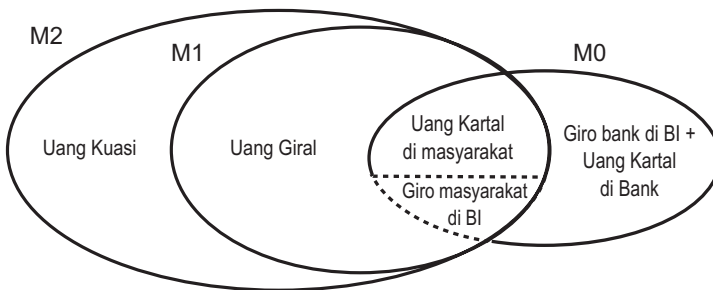 M2
M1
M0
Uang Kuasi
Uang Giral
Uang Kartal
di masyarakat
Giro masyarakat
di BI
Giro bank di BI +
Uang Kartal
di Bank